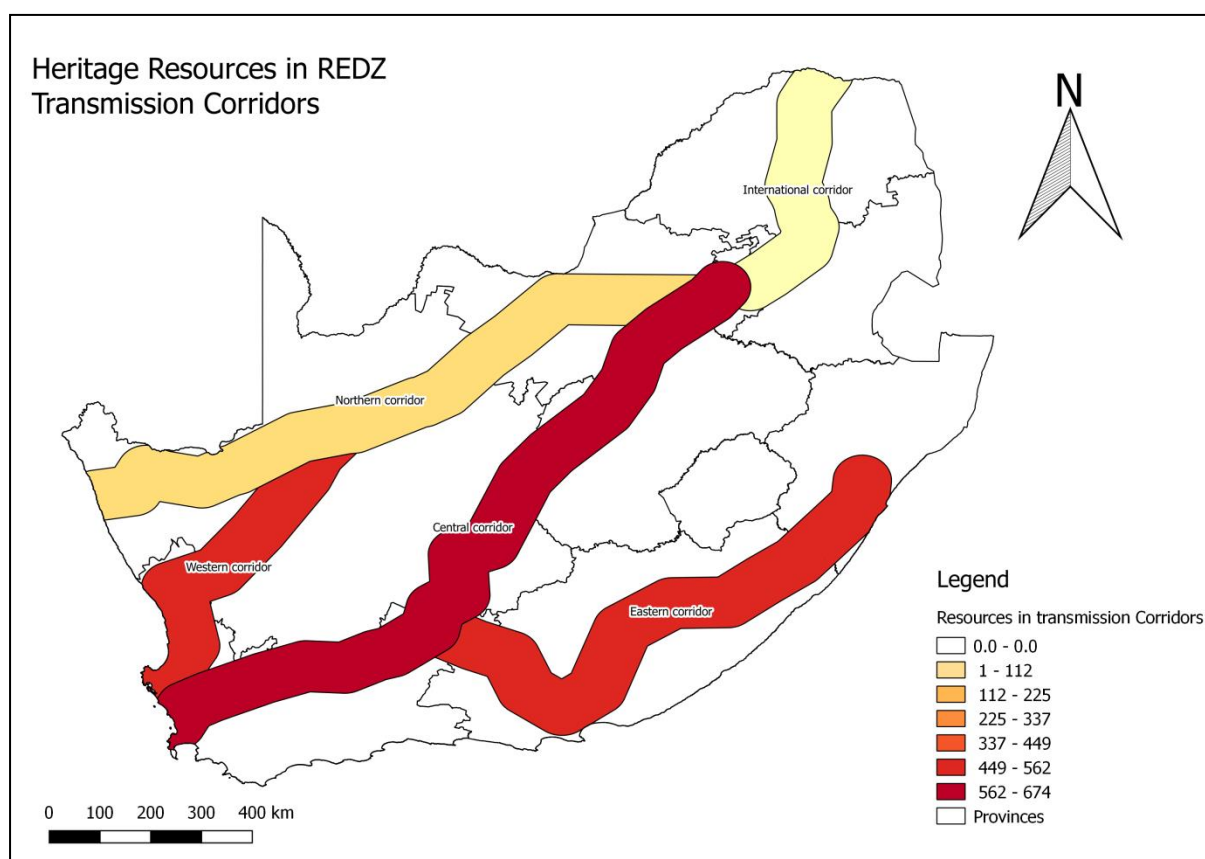 Heritage Resources in REDZ
Transmission Corridors
N
International corridor
Northern corridor
Central corridor
Western corridor
Eastern corridor
Legend
Resources in transmission Corridors
0.0 - 0.0
1 - 112
112 - 225
225 - 337
337 - 449
449 - 562
562 - 674
Provinces
0 100 200 300 400 km